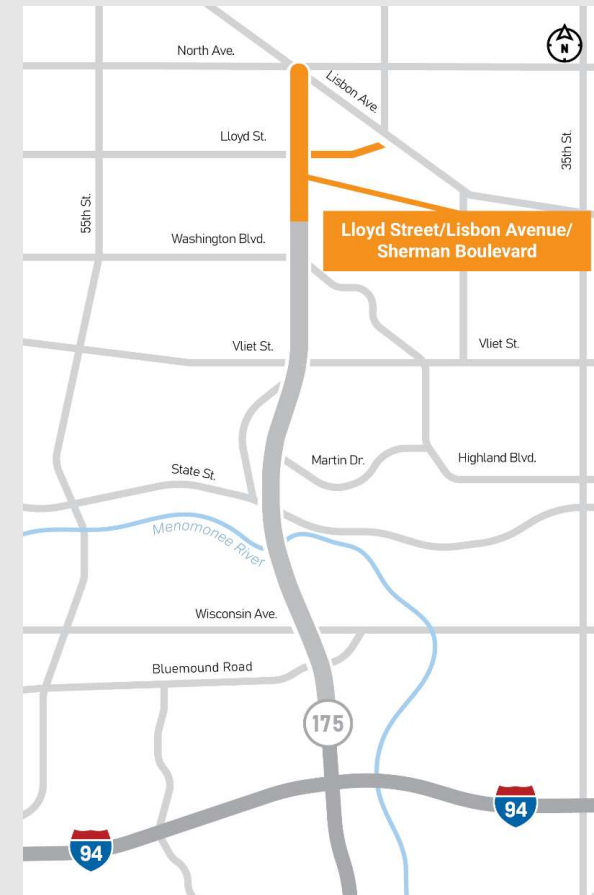 North Ave.
N
Lisbon Ave.
Lloyd St.
35th St.
55th St.
Washington Blvd.
Lloyd Street/Lisbon Avenue/
Sherman Boulevard
Vliet St.
Vliet St.
State St.
Martin Dr.
Highland Blvd.
Menomonee River
Wisconsin Ave.
Bluemound Road
175
94
94